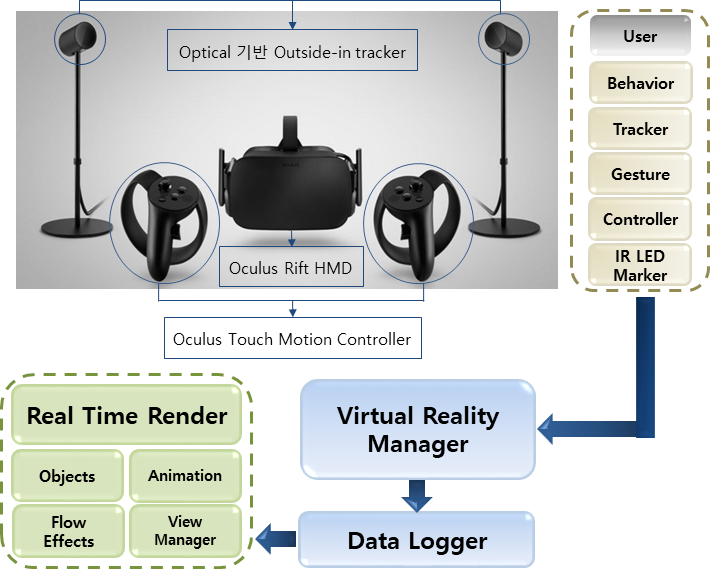 Optical 기반 Outside-in tracker
Oculus Rift HMD
Oculus Touch Motion Controller
User
Behavior
Tracker
Gesture
Controller
IR LED
Marker
Virtual Reality
Manager
Data Logger
Real Time Render
Objects
Animation
Flow
Effects
View
Manager